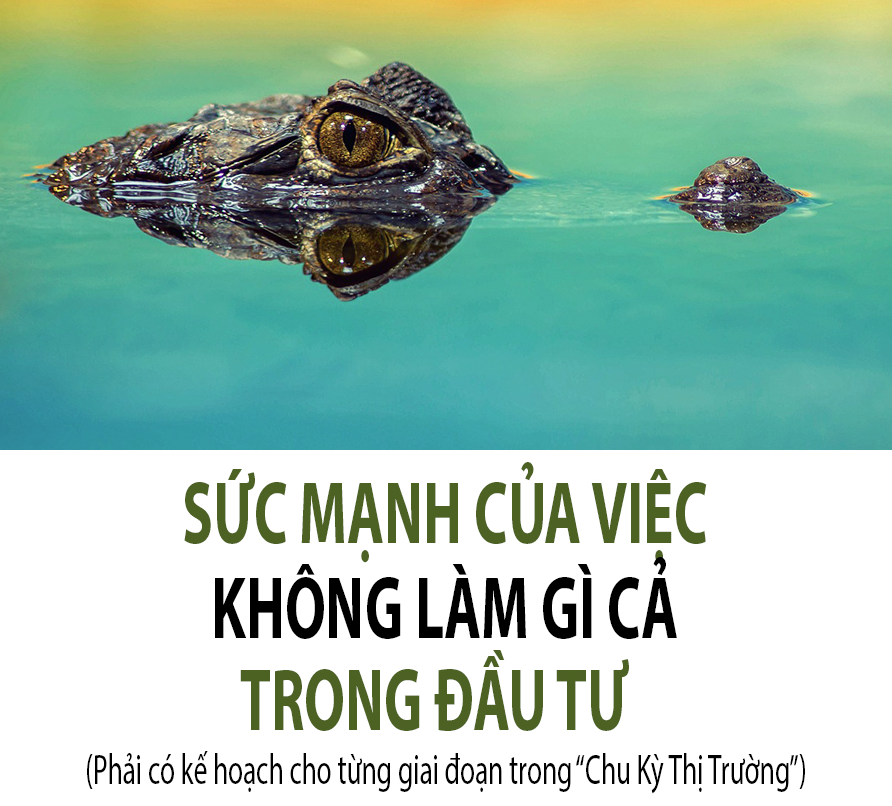 SỨC MẠNH CỦA VIỆC
KHÔNG LÀM GÌ CẢ
TRONG ĐẦU TƯ
(Phải có kế hoạch cho từng giai đoạn trong “Chu Kỳ Thị Trường”)